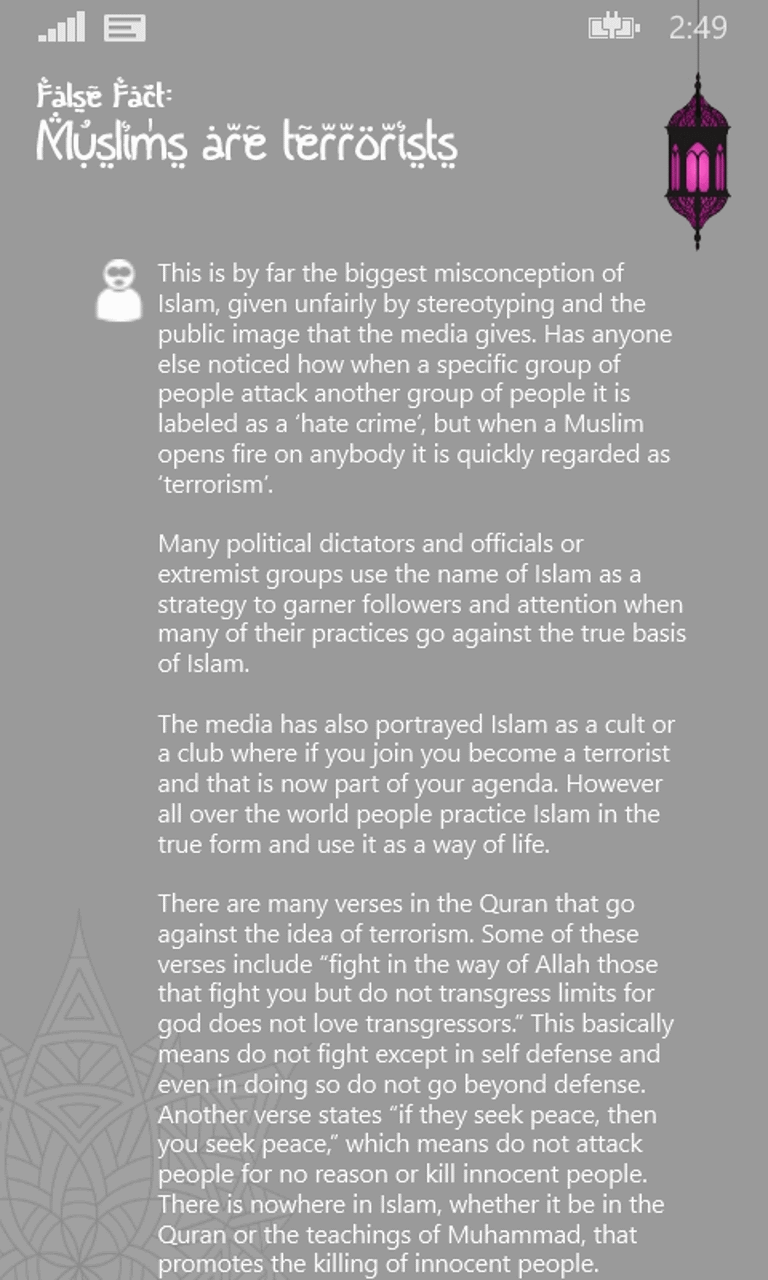 2:49
False Fact:
Muslims are terrorists
This is by far the biggest misconception of
Islam, given unfairly by stereotyping and the
public image that the media gives. Has anyone
else noticed how when a specific group of
people attack another group of people it is
labeled as a ‘hate crime’, but when a Muslim
opens fire on anybody it is quickly regarded as
‘terrorism’.
Many political dictators and officials or
extremist groups use the name of Islam as a
strategy to garner followers and attention when
many of their practices go against the true basis
of Islam.
The media has also portrayed Islam as a cult or
a club where if you join you become a terrorist
and that is now part of your agenda. However
all over the world people practice Islam in the
true form and use it as a way of life.
There are many verses in the Quran that go
against the idea of terrorism. Some of these
verses include “fight in the way of Allah those
that fight you but do not transgress limits for
god does not love transgressors.” This basically
means do not fight except in self defense and
even in doing so do not go beyond defense.
Another verse states “if they seek peace, then
you seek peace,” which means do not attack
people for no reason or kill innocent people.
There is nowhere in Islam, whether it be in the
Quran or the teachings of Muhammad, that
promotes the killing of innocent people.